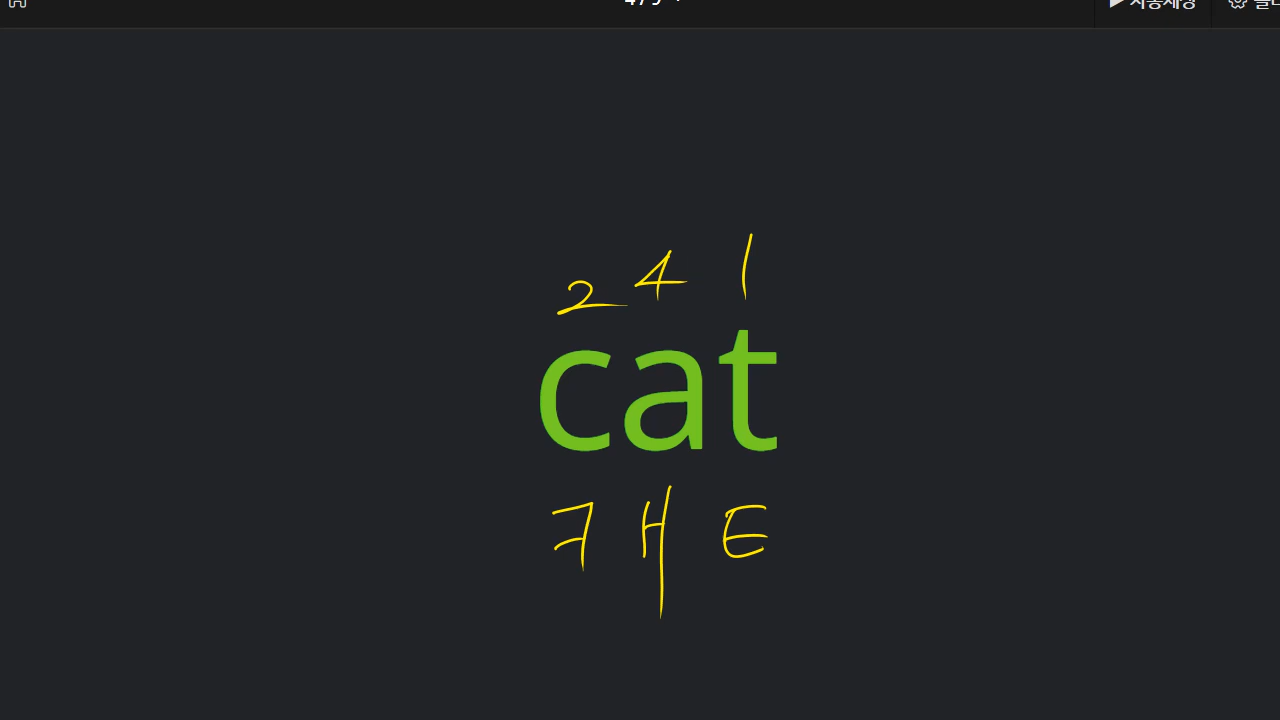 2 4 1
cat
ㅋ ㅐ ㅌ